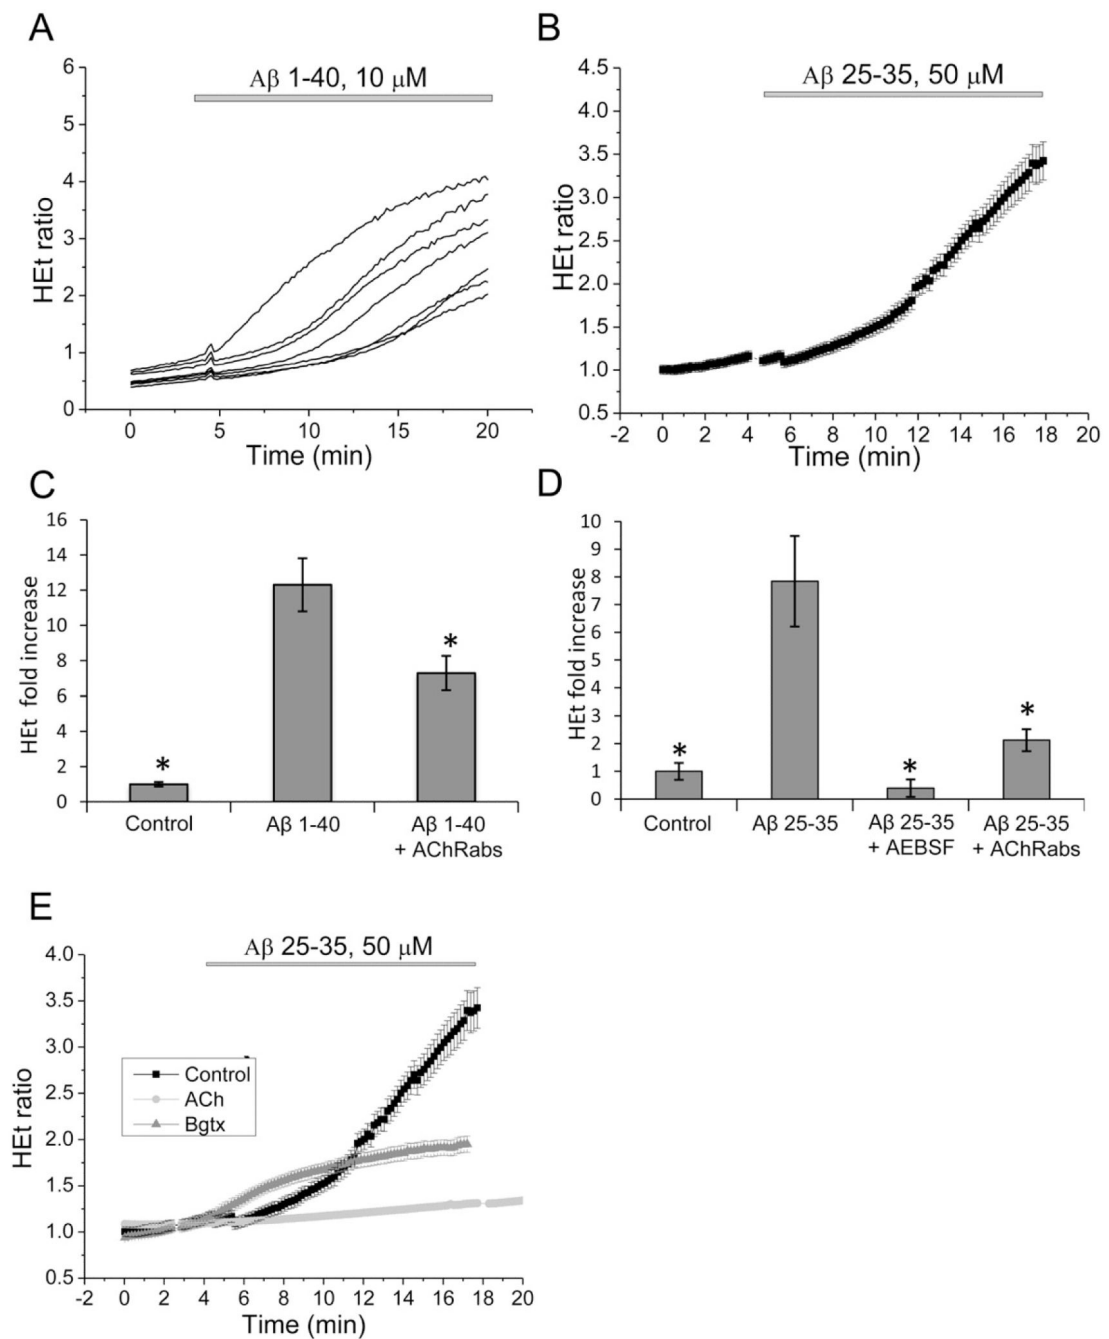 A
Aβ 1-40, 10 μM
HEt ratio
6
5
4
3
2
1
0
0 5 10 15 20
Time (min)
B
Aβ 25-35, 50 μM
HEt ratio
4.5
4.0
3.5
3.0
2.5
2.0
1.5
1.0
0.5
-2 0 2 4 6 8 10 12 14 16 18 20
Time (min)
C
HEt fold increase
16
14
12
10
8
6
4
2
0
*
*
Control
Aβ 1-40
Aβ 1-40
+ AChRabs
D
HEt fold increase
10
9
8
7
6
5
4
3
2
1
0
*
*
*
Control
Aβ 25-35
Aβ 25-35
+ AEBSF
Aβ 25-35
+ AChRabs
E
Aβ 25-35, 50 μM
HEt ratio
4.0
3.5
3.0
2.5
2.0
1.5
1.0
0.5
Control
ACh
Bgtx
-2 0 2 4 6 8 10 12 14 16 18 20
Time (min)